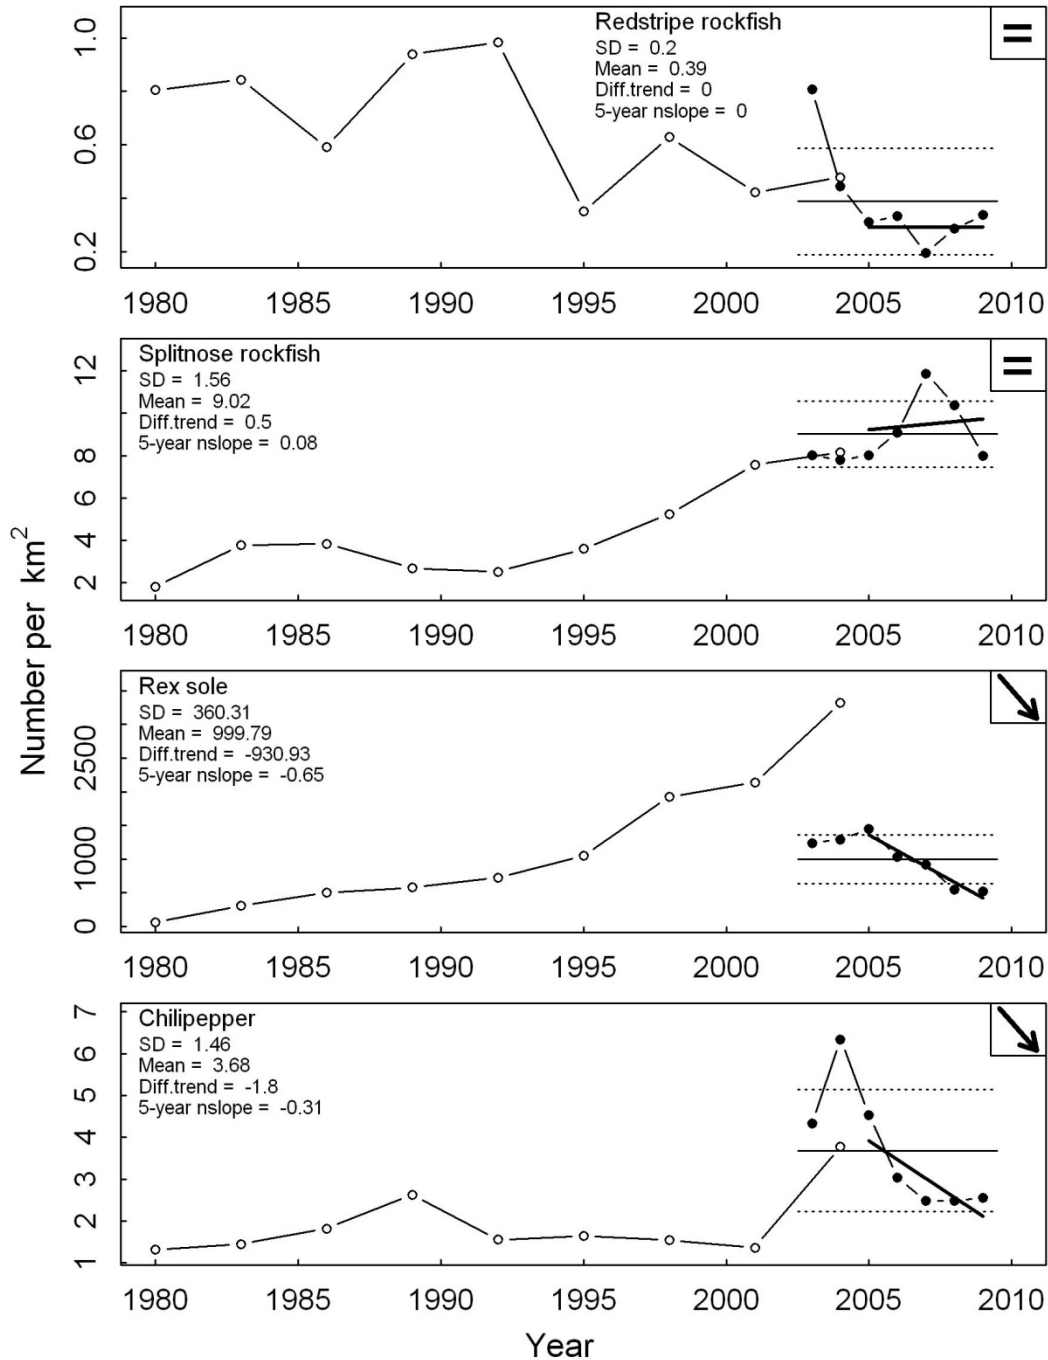 Redstripe rockfish
SD = 0.2
Mean = 0.39
Diff.trend = 0
5-year nslope = 0
1.0
0.6
0.2
1980 1985 1990 1995 2000 2005 2010
Splitnose rockfish
SD = 1.56
Mean = 9.02
Diff.trend = 0.5
5-year nslope = 0.08
12
8
6
4
2
1980 1985 1990 1995 2000 2005 2010
Number per km²
Rex sole
SD = 360.31
Mean = 999.79
Diff.trend = -930.93
5-year nslope = -0.65
2500
1000
0
1980 1985 1990 1995 2000 2005 2010
Chilipepper
SD = 1.46
Mean = 3.68
Diff.trend = -1.8
5-year nslope = -0.31
7
6
5
4
3
2
1
1980 1985 1990 1995 2000 2005 2010
Year